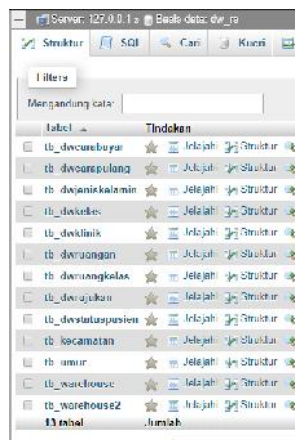 Server: 127.0.0.1 » Basis data: dw_rs
Struktur SQL Cari Kueri
Filters
Mengandung kata:
Tabel Tindakan
tb_dwcarabayar Jelajahi Struktur
tb_dwcarapulang Jelajahi Struktur
tb_dwjeniskelamin Jelajahi Struktur
tb_dwkelas Jelajahi Struktur
tb_dwklinik Jelajahi Struktur
tb_dwruangan Jelajahi Struktur
tb_dwruangkelas Jelajahi Struktur
tb_dwrujukan Jelajahi Struktur
tb_dwstatuspasien Jelajahi Struktur
tb_kecamatan Jelajahi Struktur
tb_umur Jelajahi Struktur
tb_warehouse Jelajahi Struktur
tb_warehouse2 Jelajahi Struktur
13 tabel Jumlah